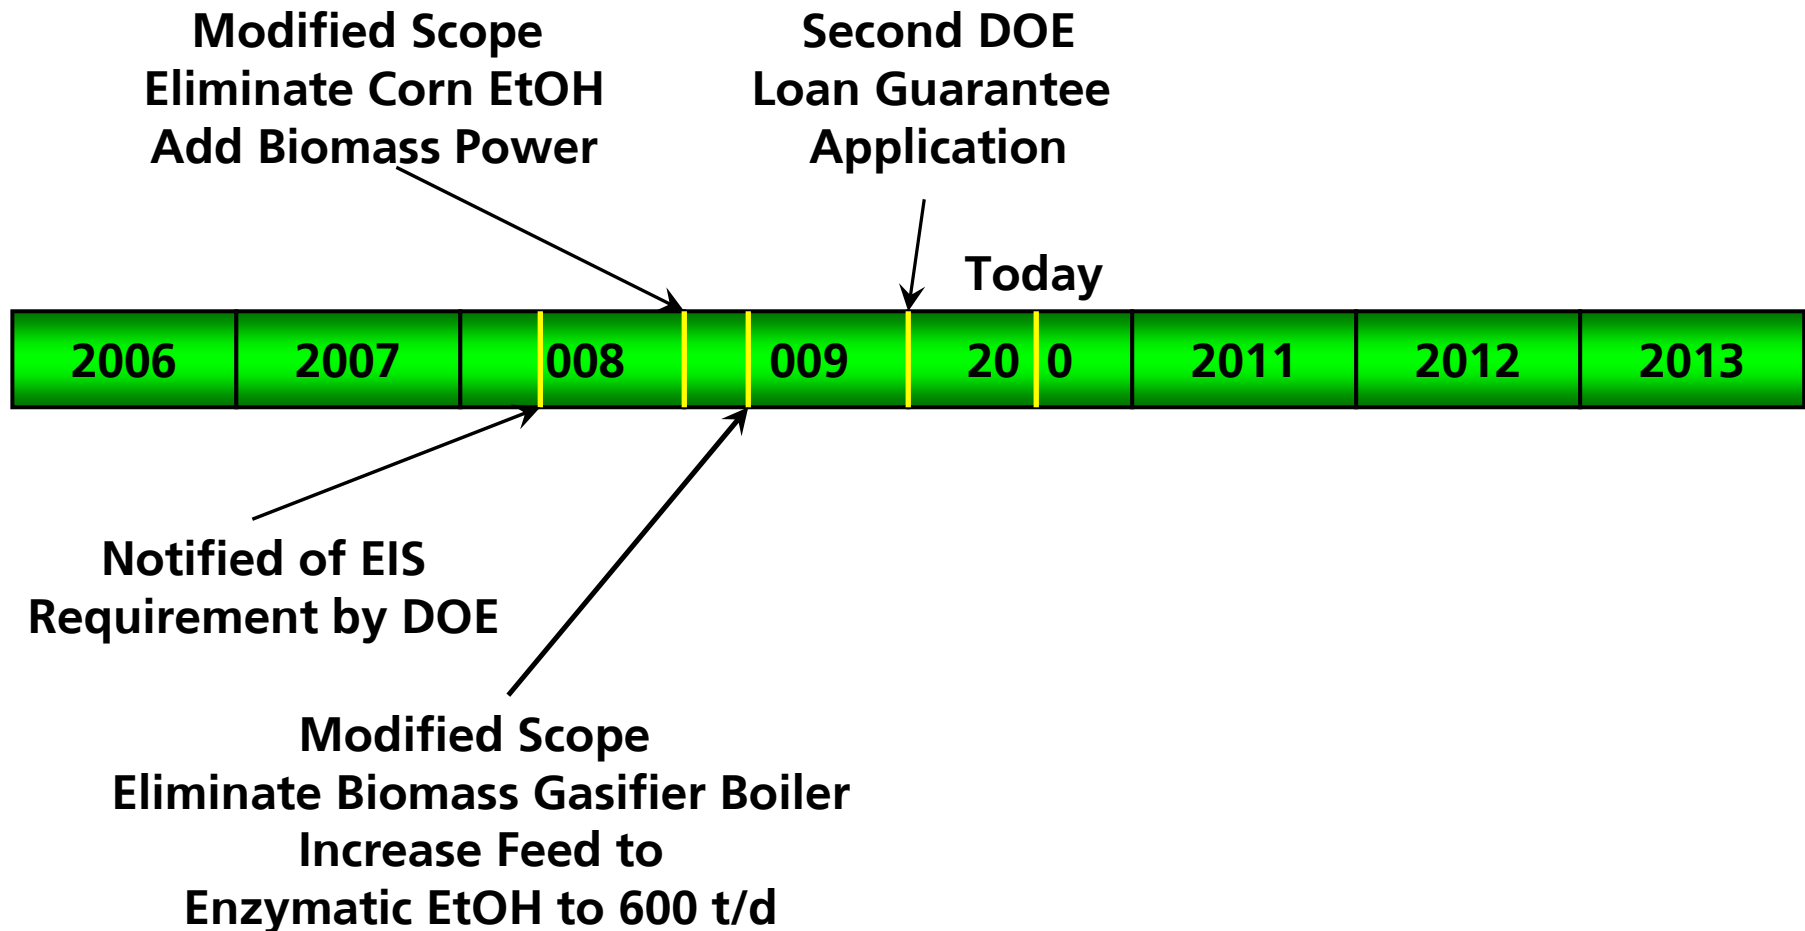 Modified Scope
Eliminate Corn EtOH
Add Biomass Power
Second DOE
Loan Guarantee
Application
Today
2006 2007 008 009 20 0 2011 2012 2013
Notified of EIS
Requirement by DOE
Modified Scope
Eliminate Biomass Gasifier Boiler
Increase Feed to
Enzymatic EtOH to 600 t/d